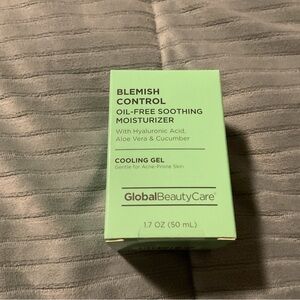 BLEMISH
CONTROL
OIL-FREE SOOTHING
MOISTURIZER
With Hyaluronic Acid,
Aloe Vera & Cucumber
COOLING GEL
Gentle for Acne-Prone Skin
GlobalBeautyCare
1.7 OZ (50 mL)